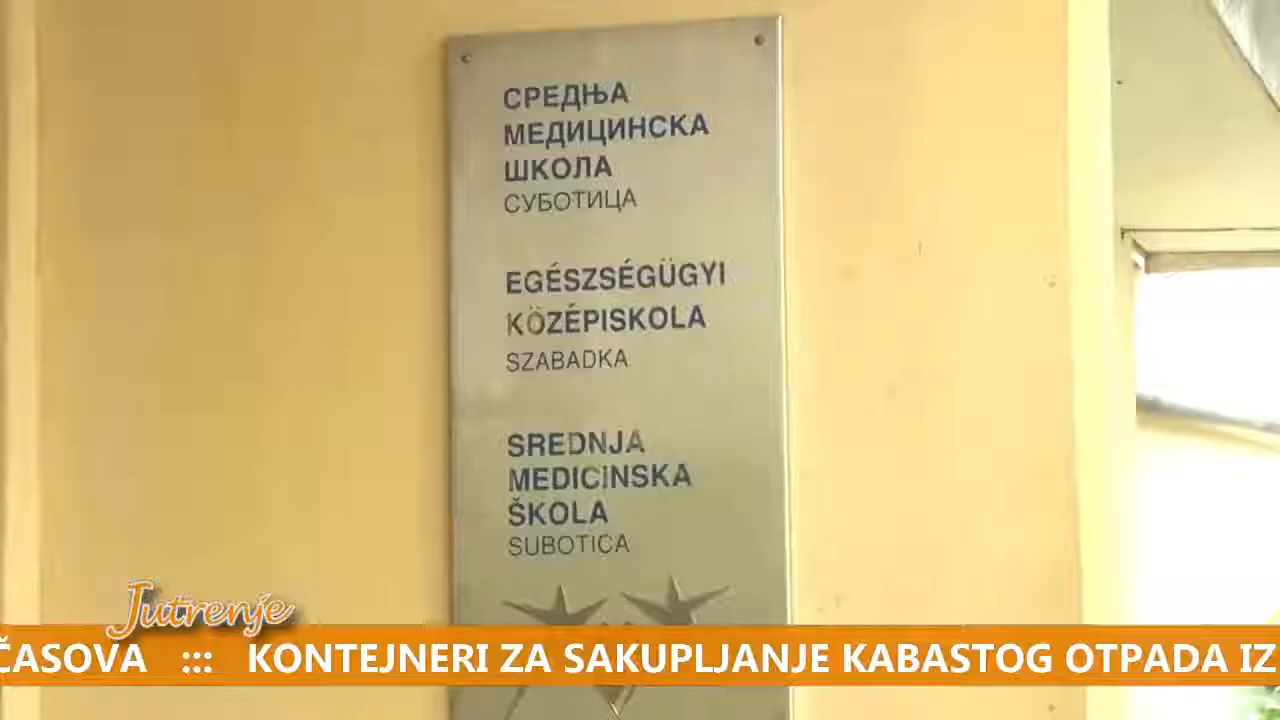 СРЕДЊА
МЕДИЦИНСКА
ШКОЛА
СУБОТИЦА
EGÉSZSÉGÜGYI
KÖZÉPISKOLA
SZABADKA
SREDNJA
MEDICINSKA
ŠKOLA
SUBOTICA
Jutrenje
ČASOVA ::: KONTEJNERI ZA SAKUPLJANJE KABASTOG OTPADA IZ